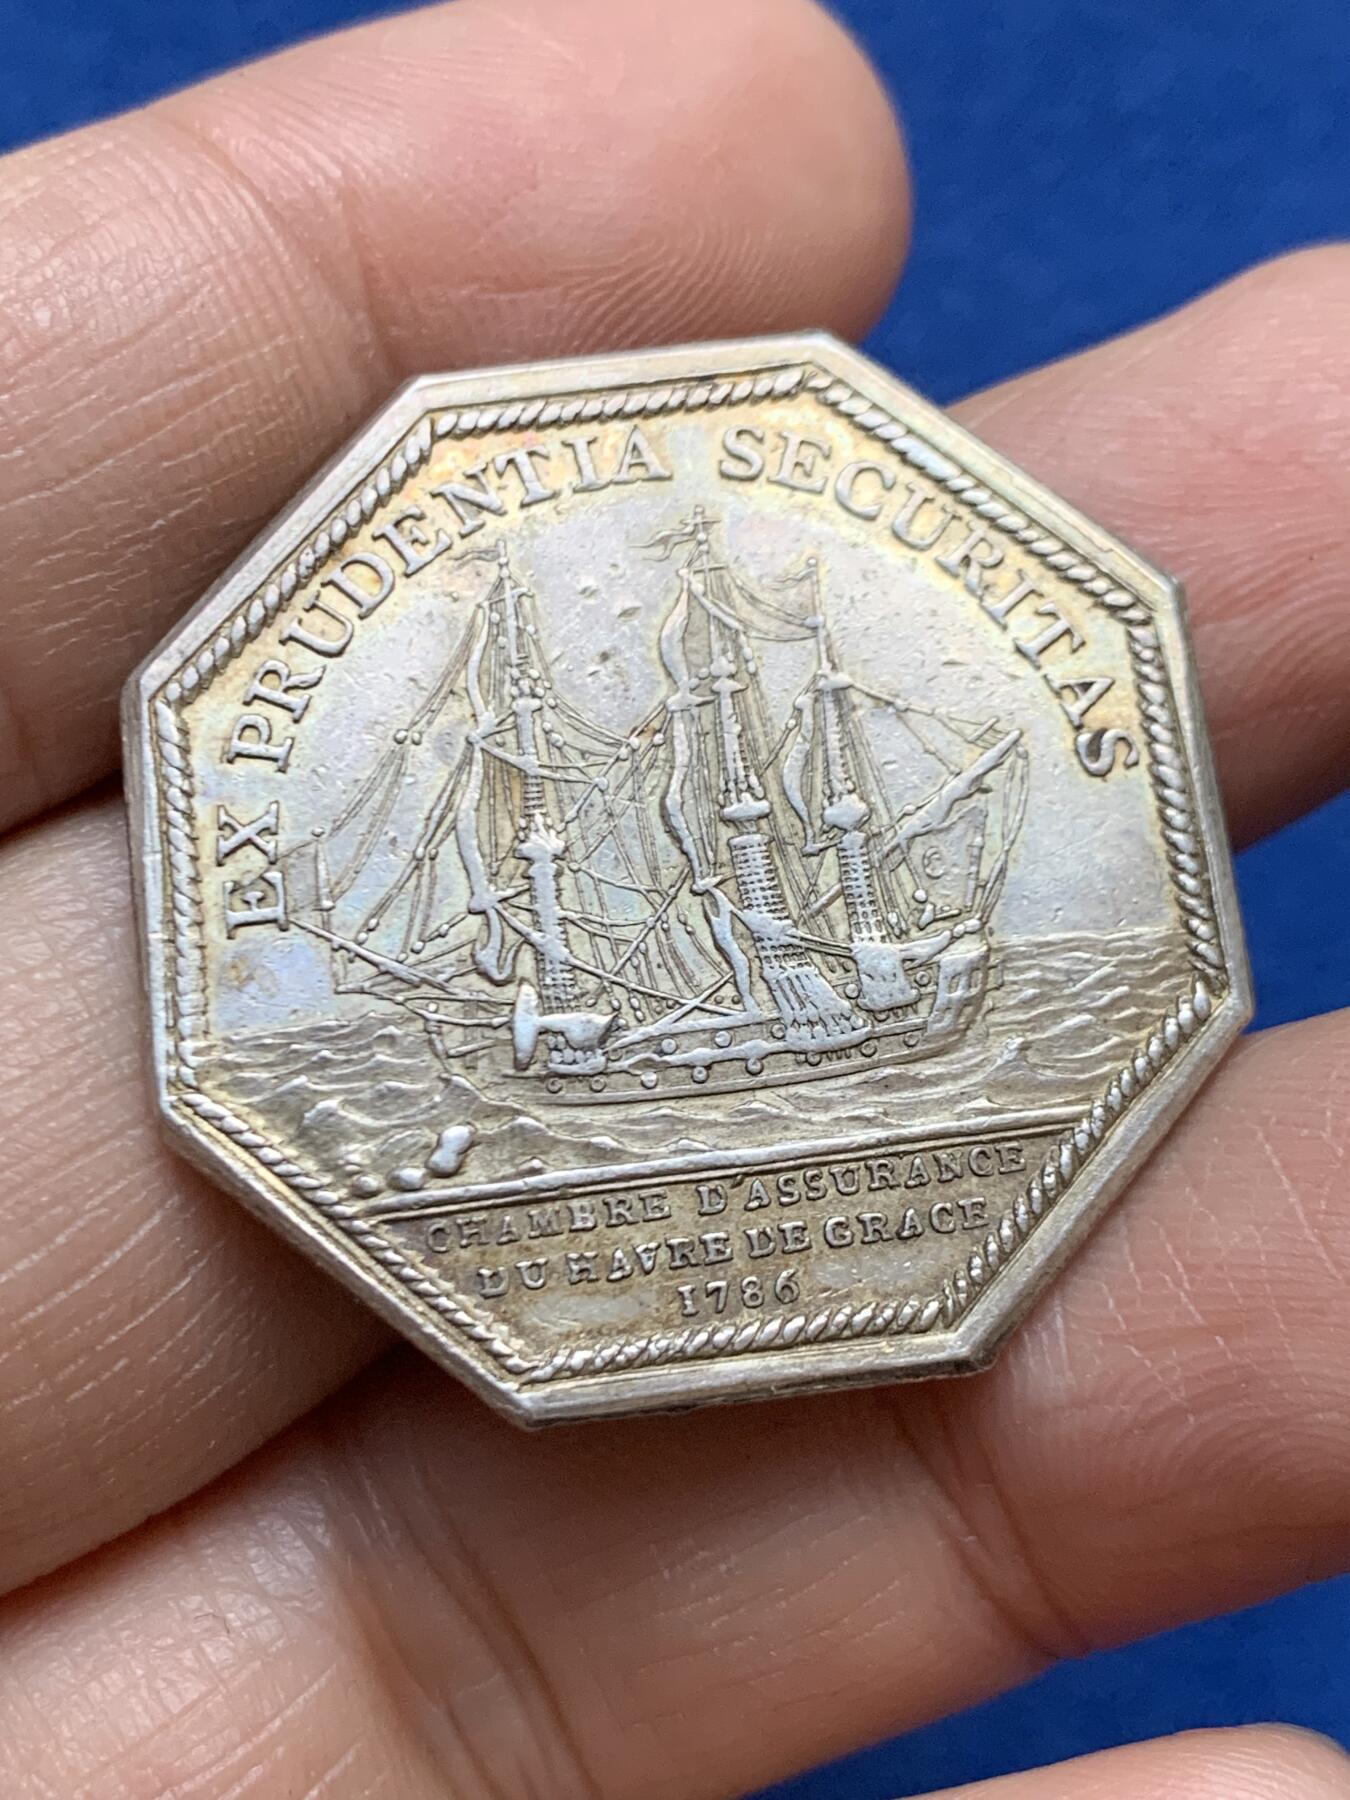 EX PRUDENTIA SECURITAS
CHAMBRE D'ASSURANCE
DU HAVRE DE GRACE
1786